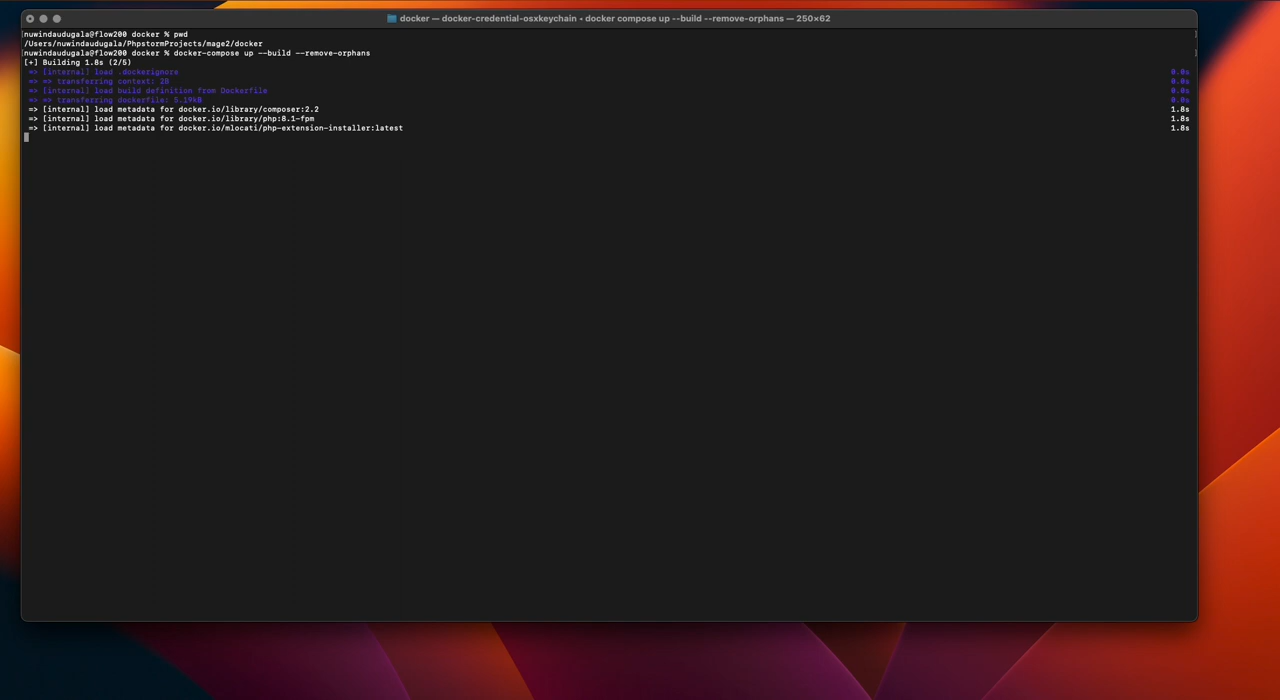 docker — docker-credential-osxkeychain • docker compose up --build --remove-orphans — 250×62
nuwindaudugala@flow200 docker % pwd
/Users/nuwindaudugala/PhpstormProjects/mage2/docker
nuwindaudugala@flow200 docker % docker-compose up --build --remove-orphans
[+] Building 1.8s (2/5)
=> [internal] load .dockerignore 0.0s
=> => transferring context: 2B 0.0s
=> [internal] load build definition from Dockerfile 0.0s
=> => transferring dockerfile: 5.19kB 0.0s
=> [internal] load metadata for docker.io/library/composer:2.2 1.8s
=> [internal] load metadata for docker.io/library/php:8.1-fpm 1.8s
=> [internal] load metadata for docker.io/mlocati/php-extension-installer:latest 1.8s